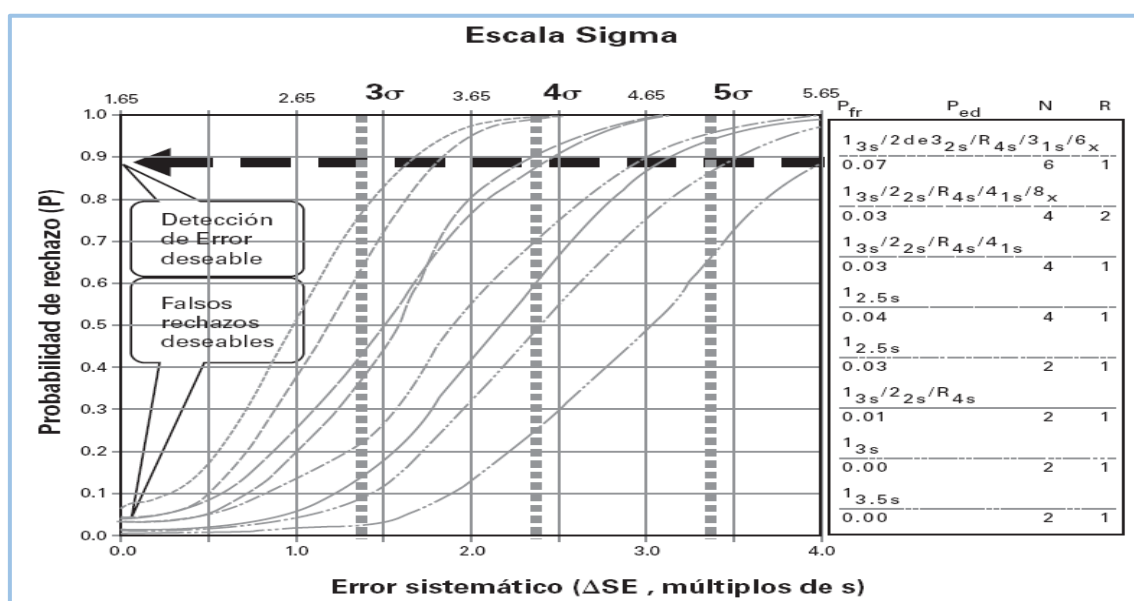 Escala Sigma
1.65 2.65 3σ 3.65 4σ 4.65 5σ 5.65
Probabilidad de rechazo (P)
1.0
0.9
0.8
0.7
0.6
0.5
0.4
0.3
0.2
0.1
0.0
Detección
de Error
deseable
Falsos
rechazos
deseables
0.0 1.0 2.0 3.0 4.0
Error sistemático (ΔSE , múltiplos de s)
Pfr Ped N R
13s/2de32s/R4s/31s/6x
0.07 6 1
13s/22s/R4s/41s/8x
0.03 4 2
13s/22s/R4s/41s
0.03 4 1
12.5s
0.04 4 1
12.5s
0.03 2 1
13s/22s/R4s
0.01 2 1
13s
0.00 2 1
13.5s
0.00 2 1